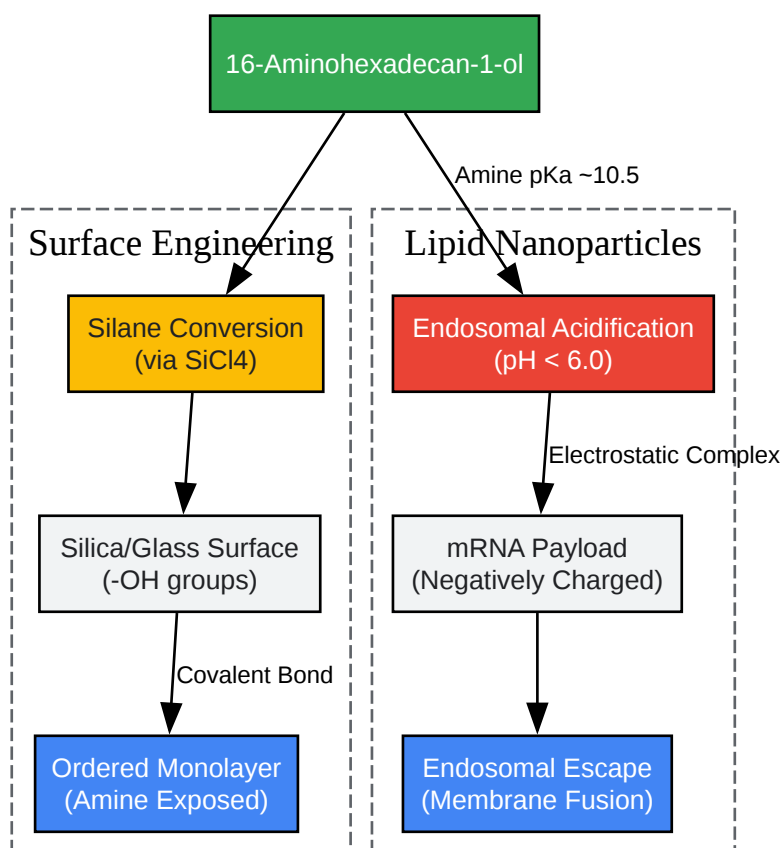 16-Aminohexadecan-1-ol
Amine pKa ~10.5
Surface Engineering
Lipid Nanoparticles
Silane Conversion
(via SiCl4)
Endosomal Acidification
(pH < 6.0)
Electrostatic Complex
Silica/Glass Surface
(-OH groups)
mRNA Payload
(Negatively Charged)
Covalent Bond
Ordered Monolayer
(Amine Exposed)
Endosomal Escape
(Membrane Fusion)